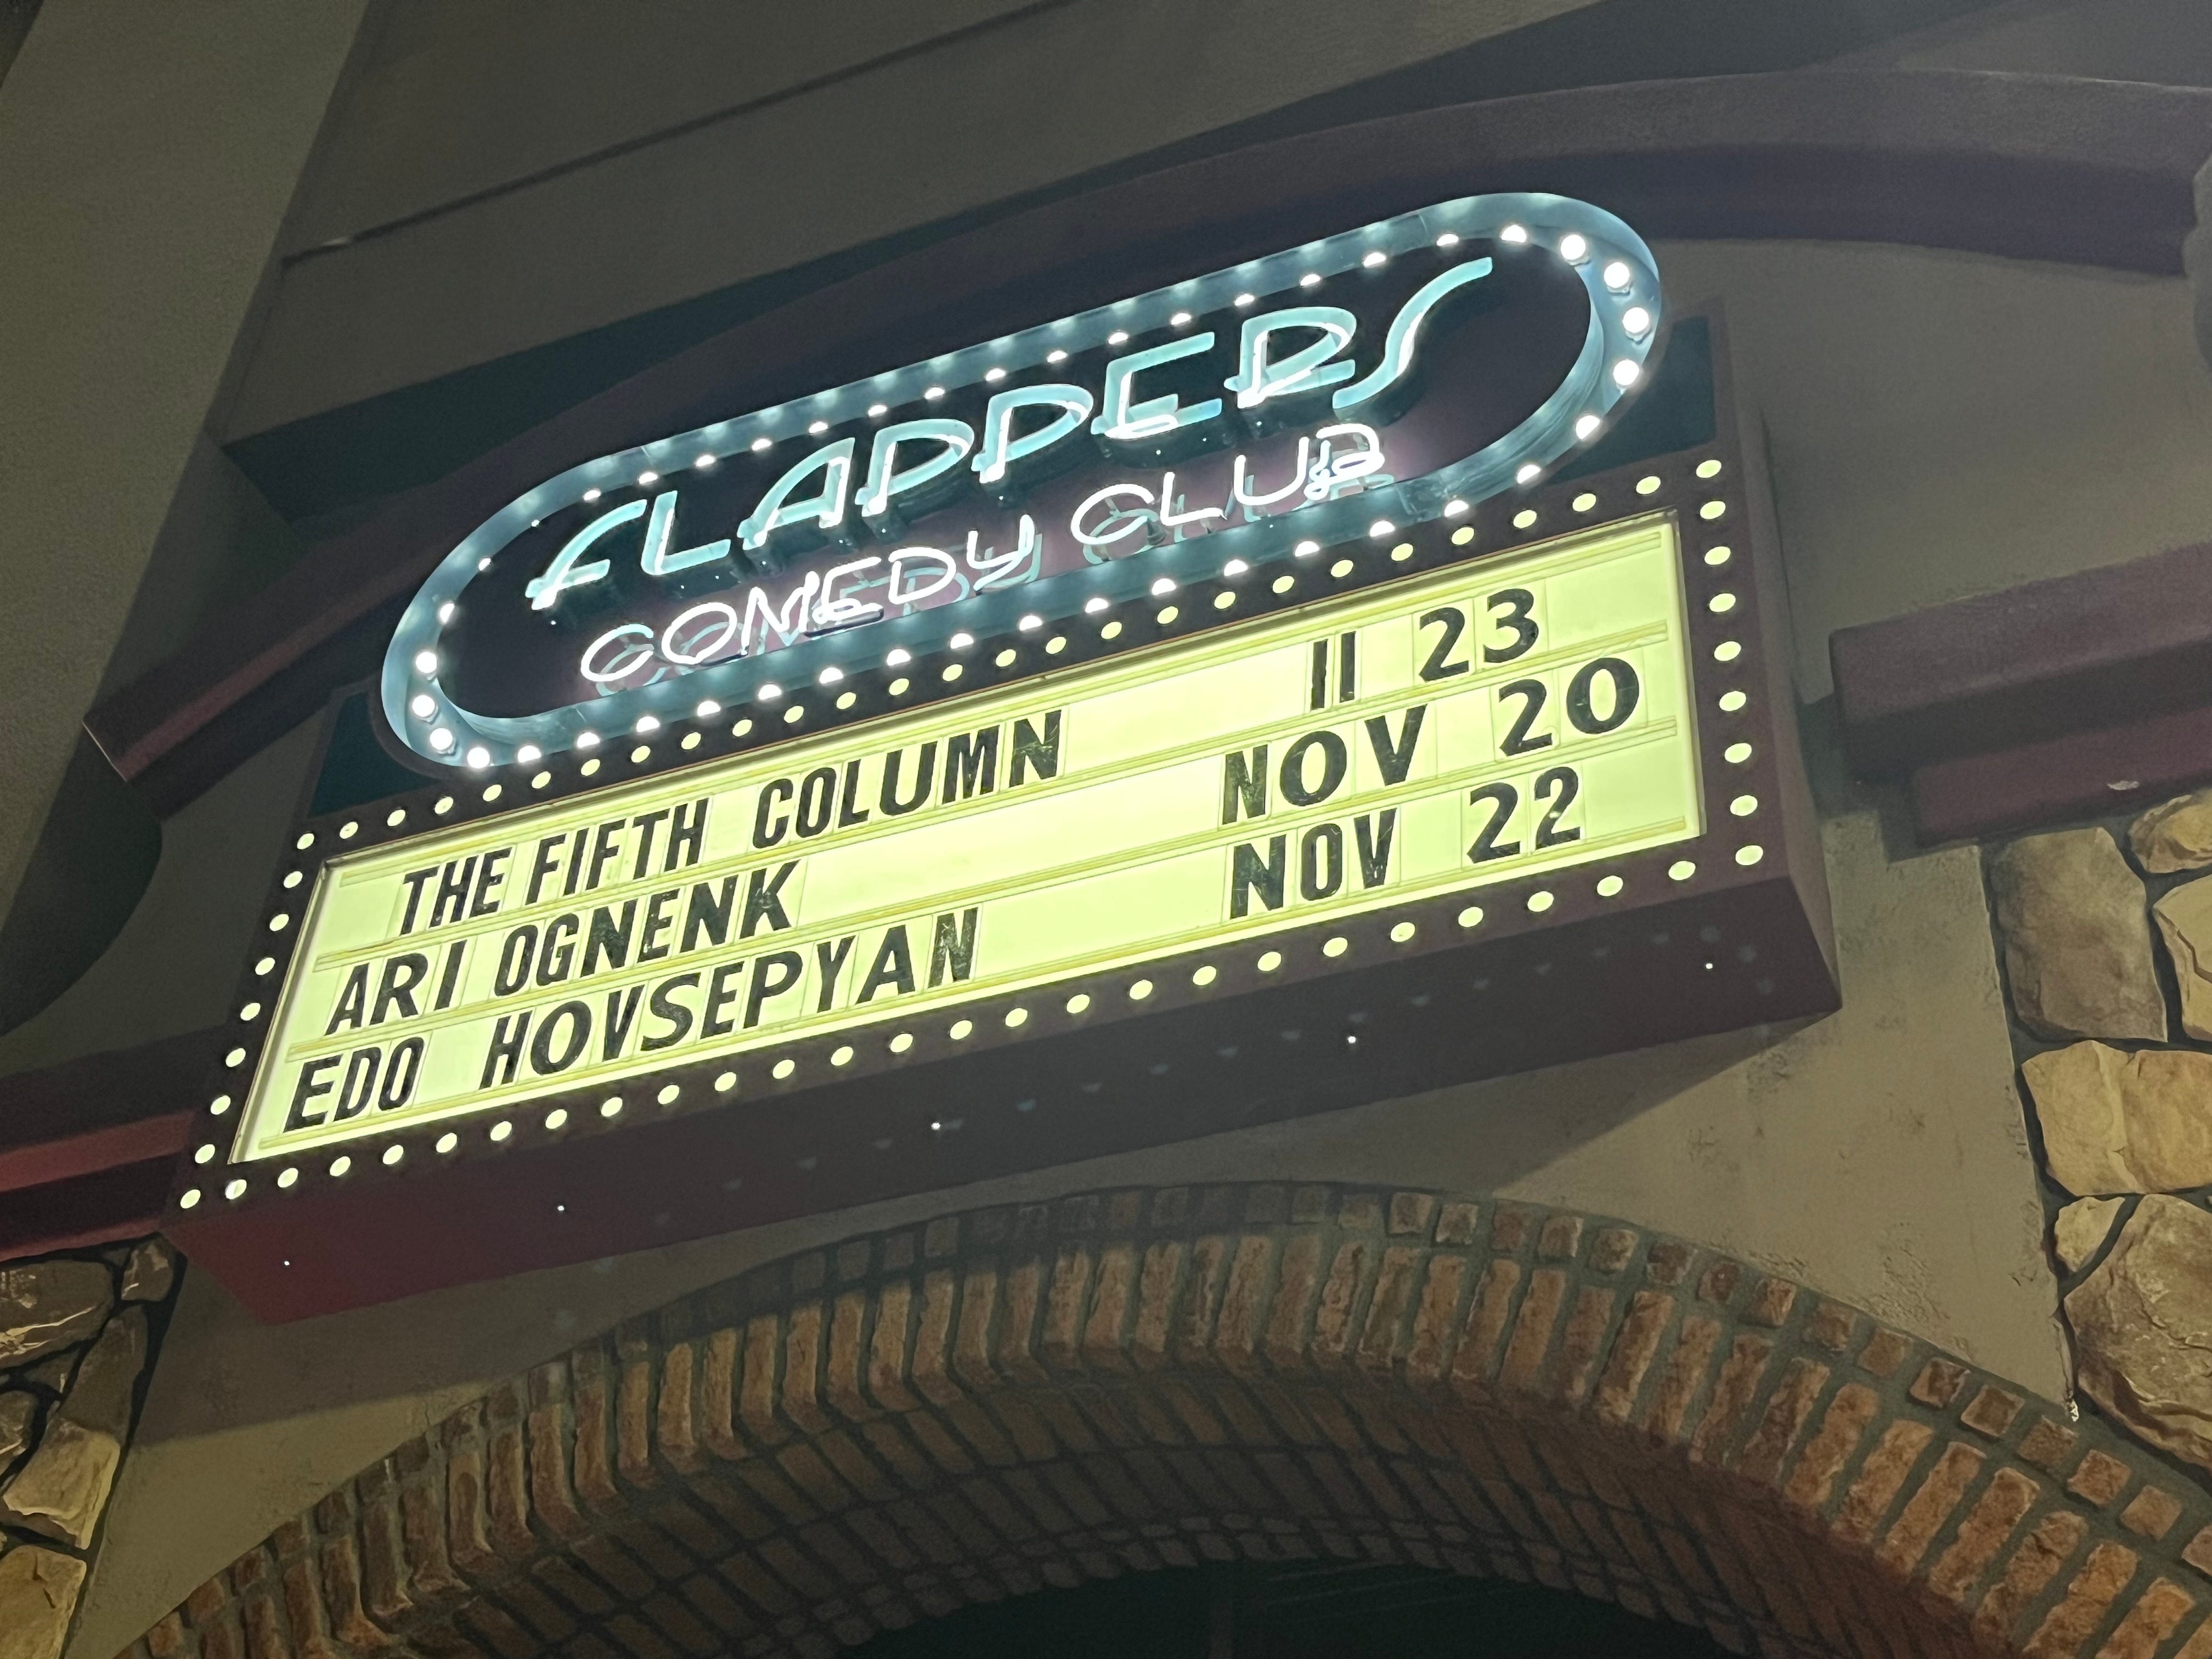 FLAPPERS
COMEDY CLUB
THE FIFTH COLUMN 11 23
ARI OGNENK NOV 20
EDO HOVSEPYAN NOV 22